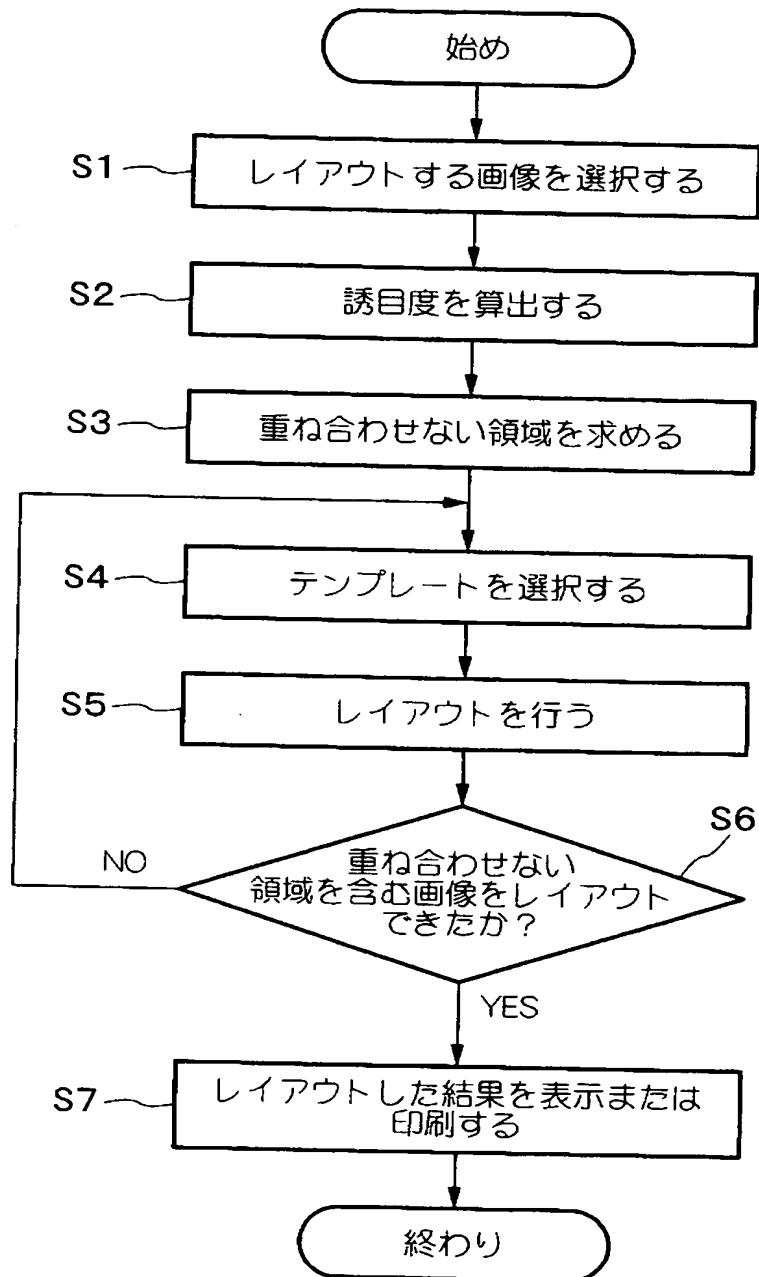 始め
S1
レイアウトする画像を選択する
S2
誘目度を算出する
S3
重ね合わせない領域を求める
S4
テンプレートを選択する
S5
レイアウトを行う
S6
重ね合わせない
領域を含む画像をレイアウト
できたか？
NO
YES
S7
レイアウトした結果を表示または
印刷する
終わり